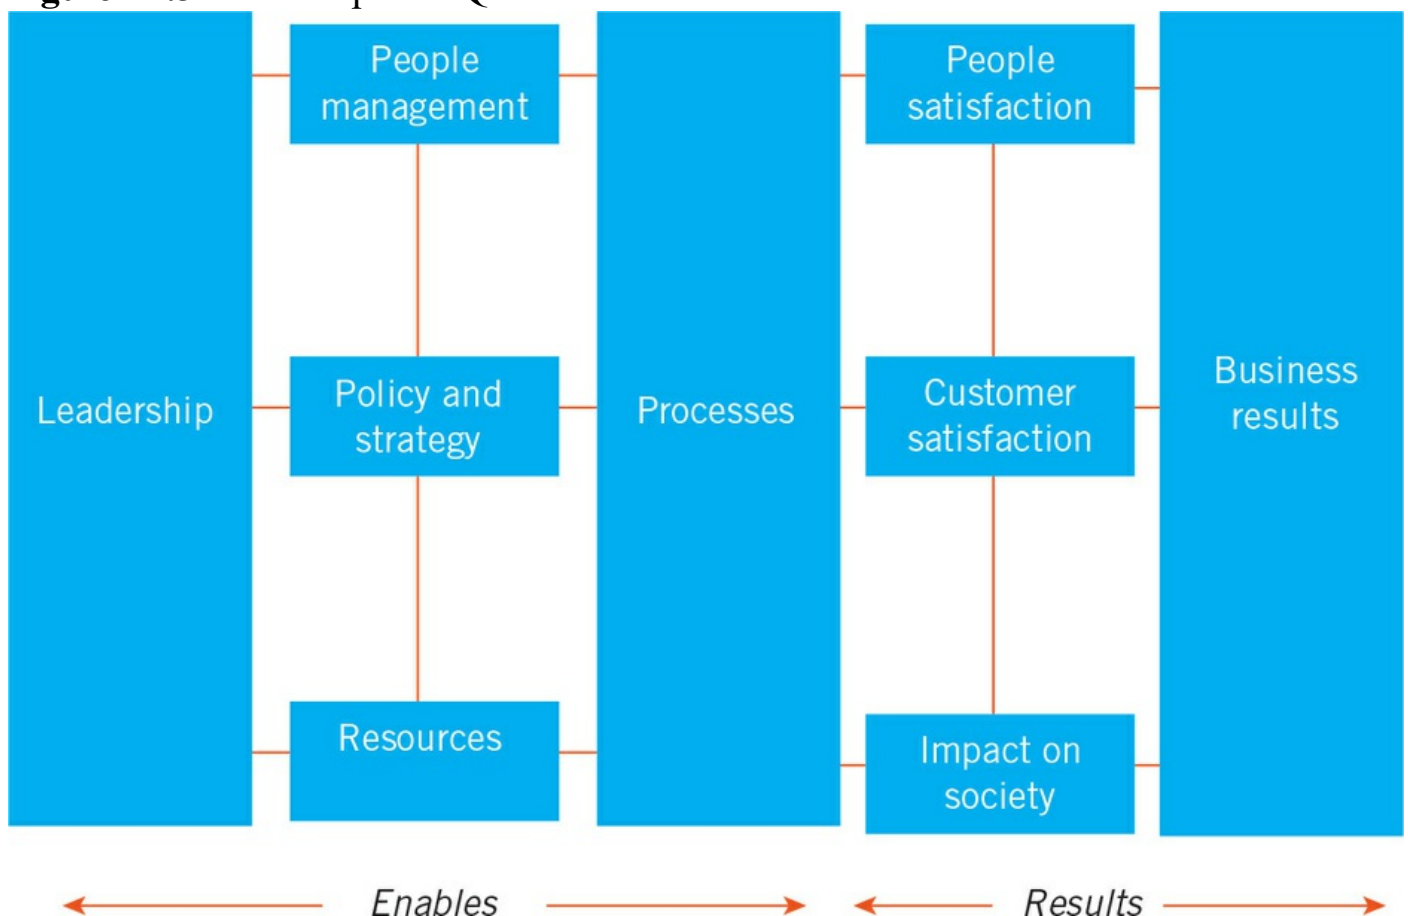 People
management
People
satisfaction
Leadership
Policy and
strategy
Processes
Customer
satisfaction
Business
results
Resources
Impact on
society
Enables
Results